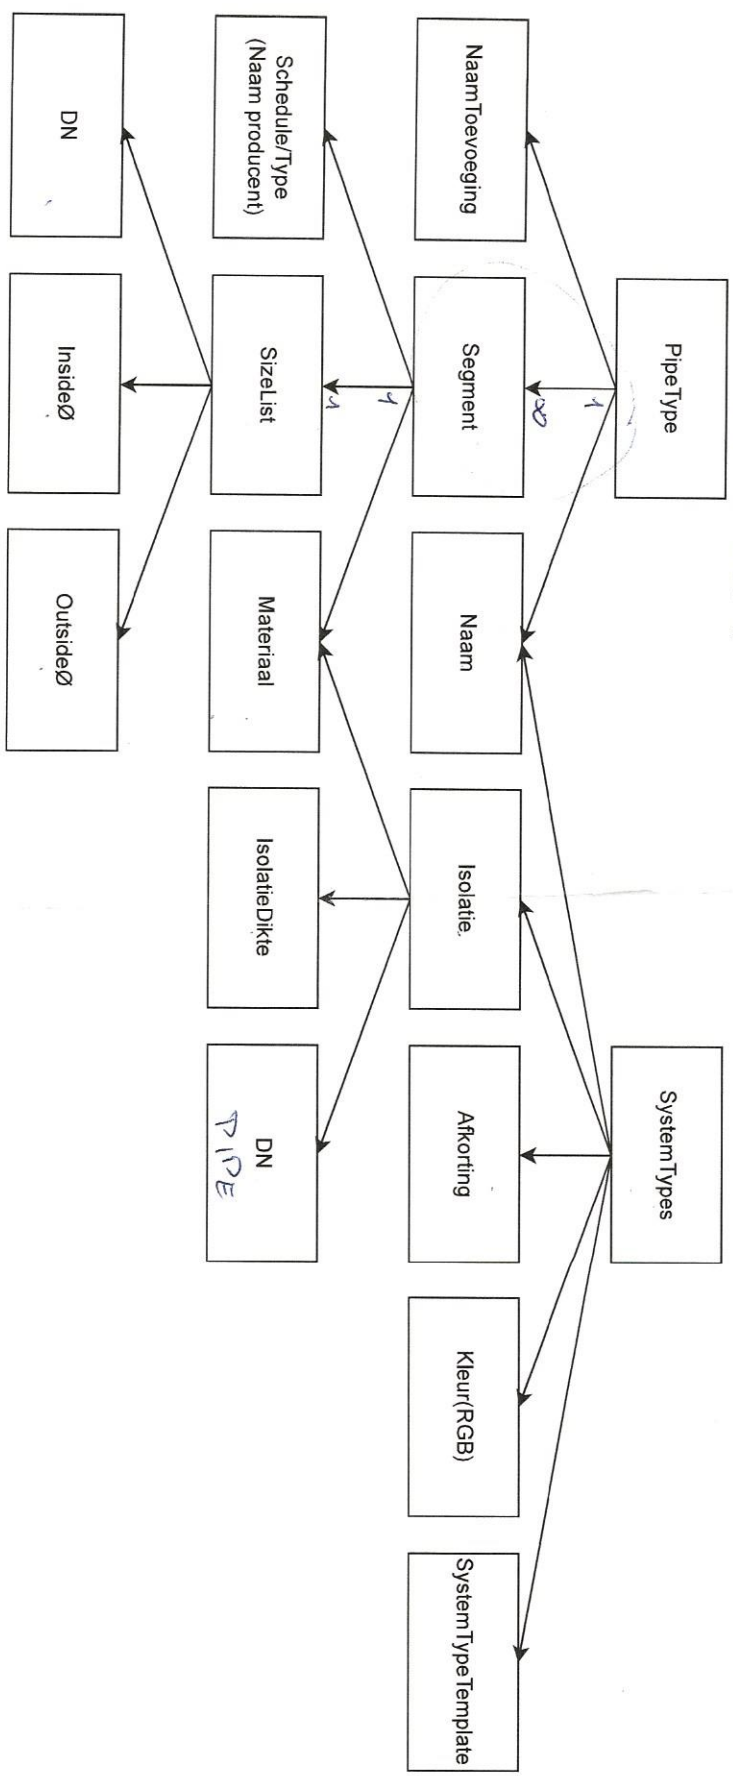 PipeType
SystemTypes
1
∞
NaamToevoeging
Segment
Naam
Isolatie
Afkorting
Kleur(RGB)
SystemTypeTemplate
1
1
Schedule/Type
(Naam producent)
SizeList
Materiaal
IsolatieDikte
DN
PIPE
DN
InsideØ
OutsideØ